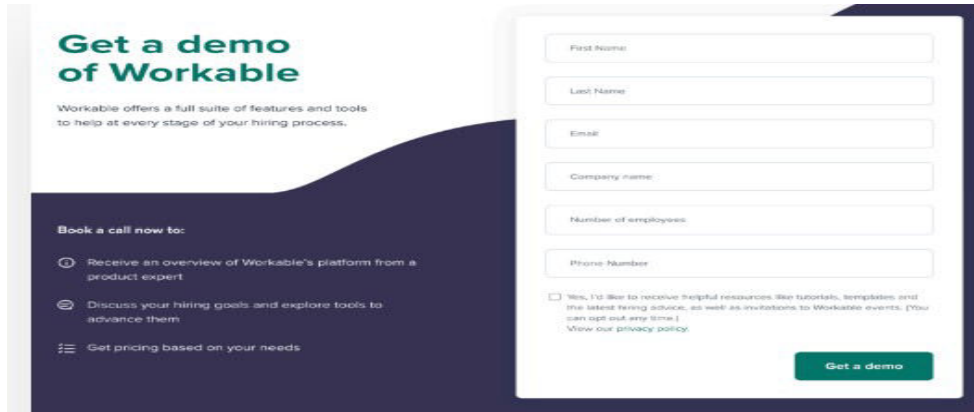 Get a demo
of Workable
Workable offers a full suite of features and tools
to help at every stage of your hiring process.
Book a call now to:
Receive an overview of Workable's platform from a
product expert
Discuss your hiring goals and explore tools to
advance them
Get pricing based on your needs
First Name
Last Name
Email
Company name
Number of employees
Phone Number
Yes, I'd like to receive helpful resources like tutorials, templates and
the latest hiring advice, as well as invitations to Workable events. (You
can opt out any time.)
View our privacy policy.
Get a demo